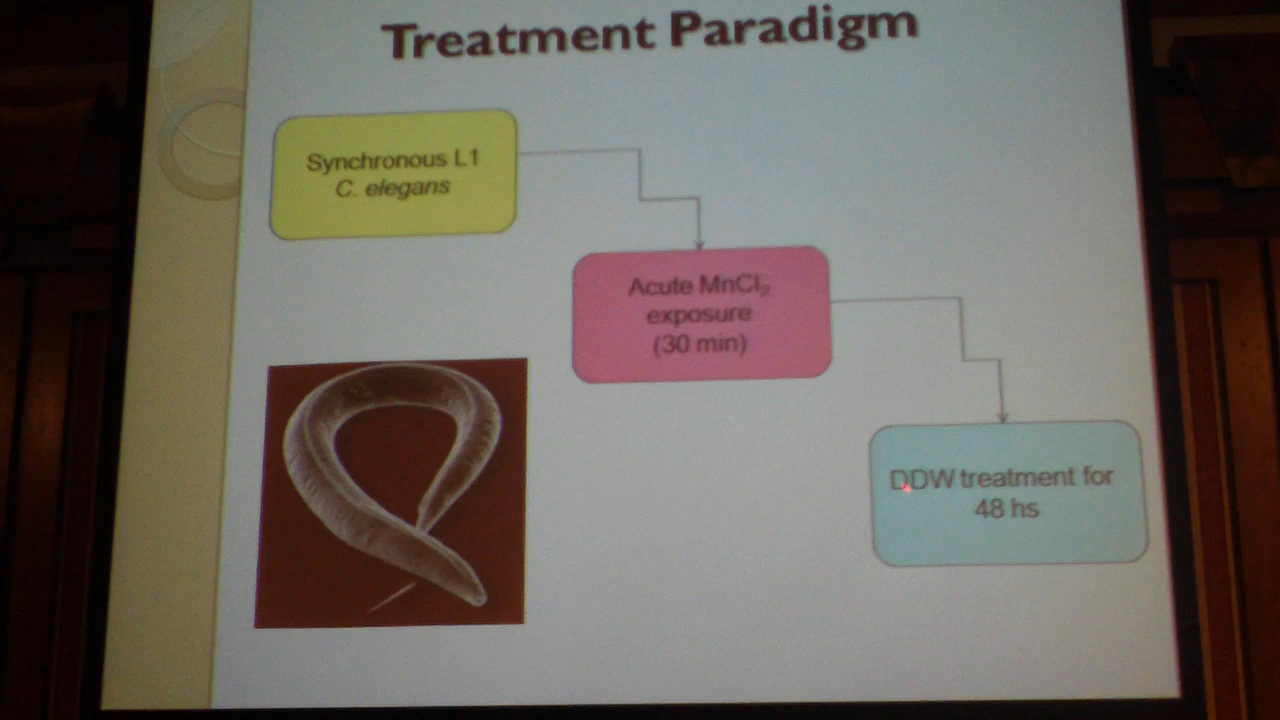 Treatment Paradigm
Synchronous L1
C. elegans
Acute MnCl₂
exposure
(30 min)
DDW treatment for
48 hs